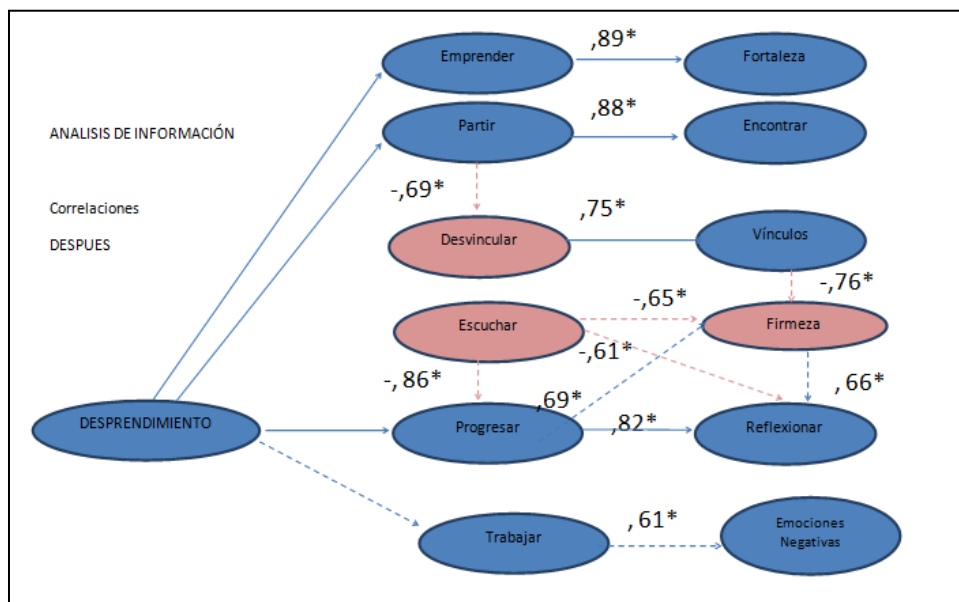 ,89*
Emprender
Fortaleza
,88*
ANALISIS DE INFORMACIÓN
Partir
Encontrar
-,69*
,75*
Correlaciones
DESPUES
Desvincular
Vínculos
-,76*
-,65*
Escuchar
Firmeza
-,61*
-, 86*
,69*
, 66*
DESPRENDIMIENTO
Progresar
,82*
Reflexionar
, 61*
Trabajar
Emociones
Negativas